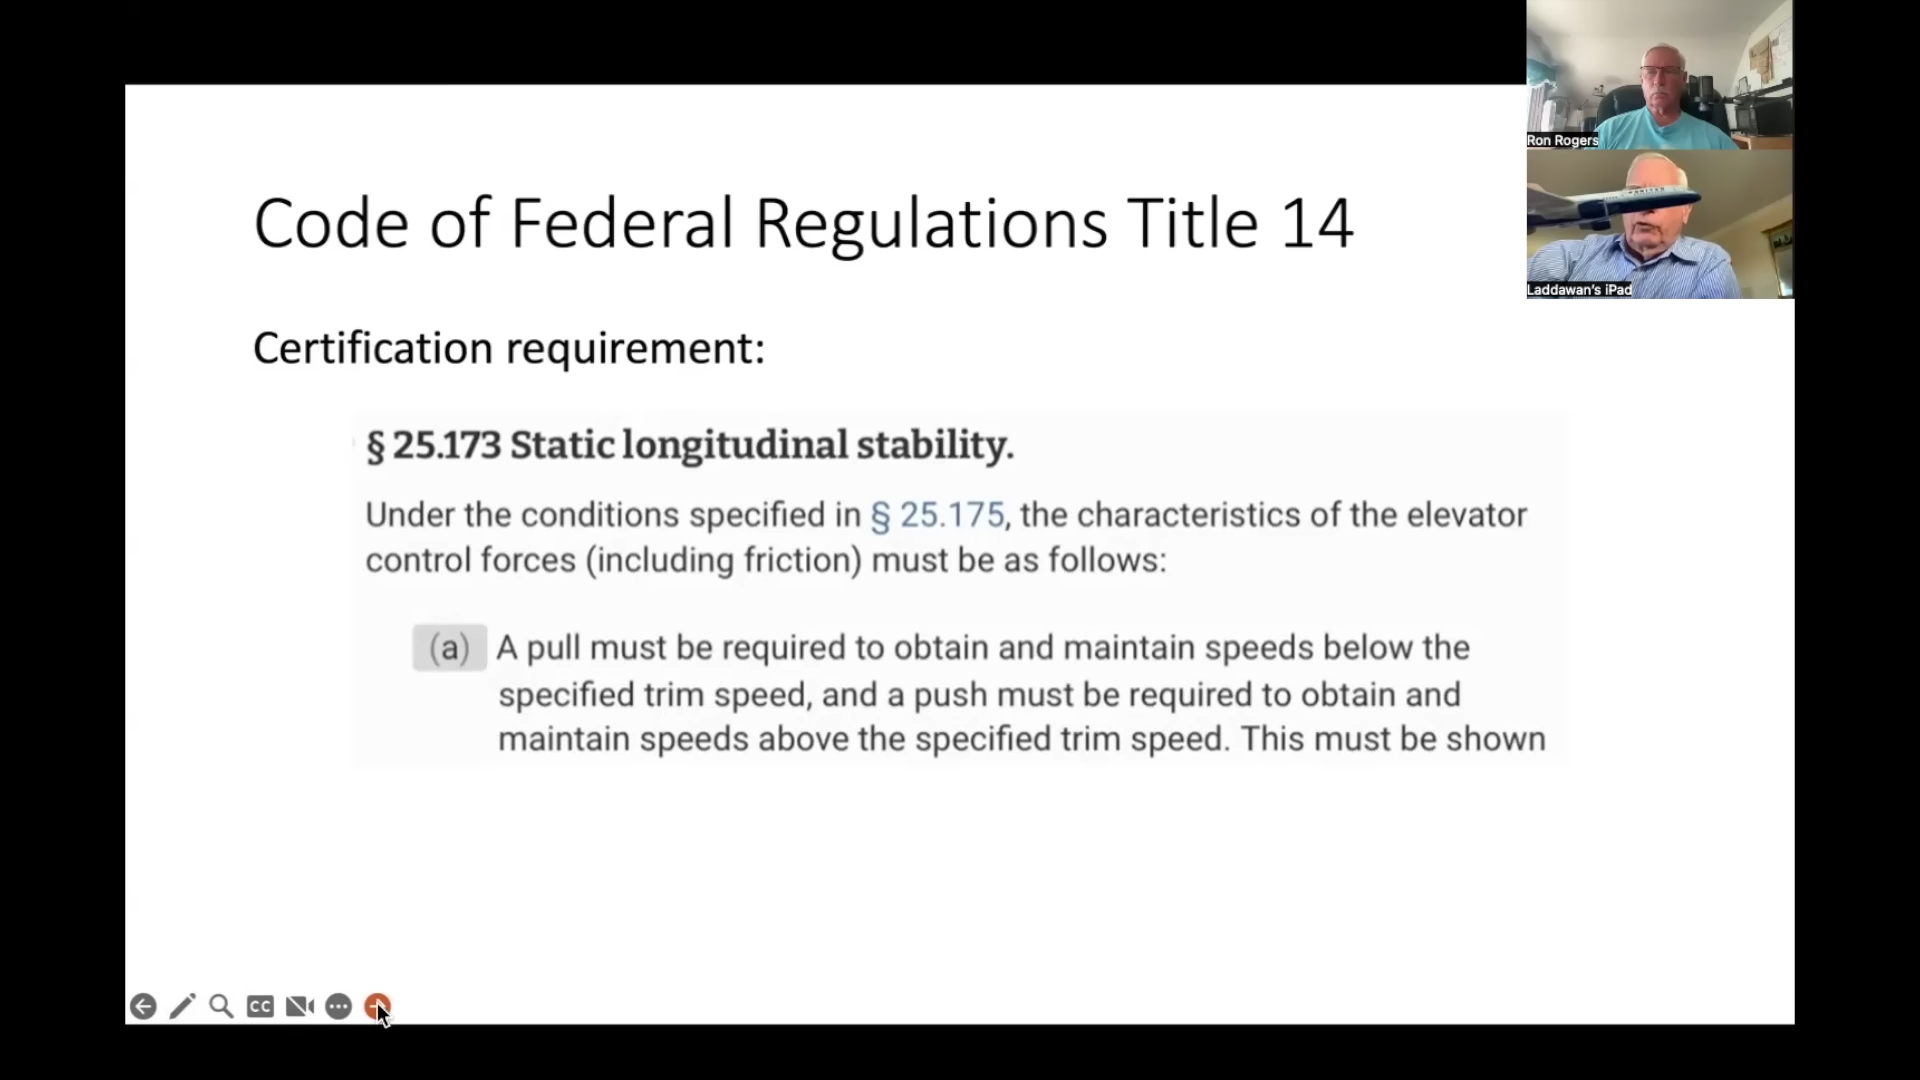 Code of Federal Regulations Title 14
Ron Rogers
UNITED
Laddawan's iPad
Certification requirement:
§ 25.173 Static longitudinal stability.
Under the conditions specified in § 25.175, the characteristics of the elevator
control forces (including friction) must be as follows:
(a) A pull must be required to obtain and maintain speeds below the
specified trim speed, and a push must be required to obtain and
maintain speeds above the specified trim speed. This must be shown
CC